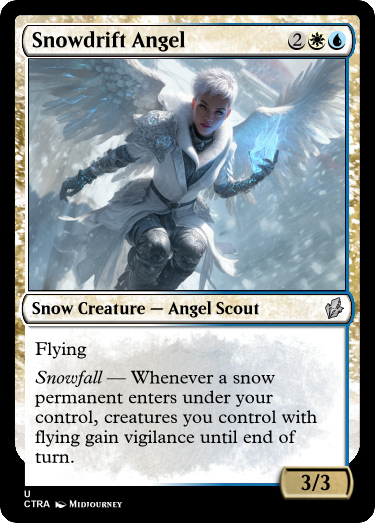 Snowdrift Angel 2
Snow Creature — Angel Scout
Flying
Snowfall — Whenever a snow
permanent enters under your
control, creatures you control with
flying gain vigilance until end of
turn.
3/3
U
CTRA MIDJOURNEY